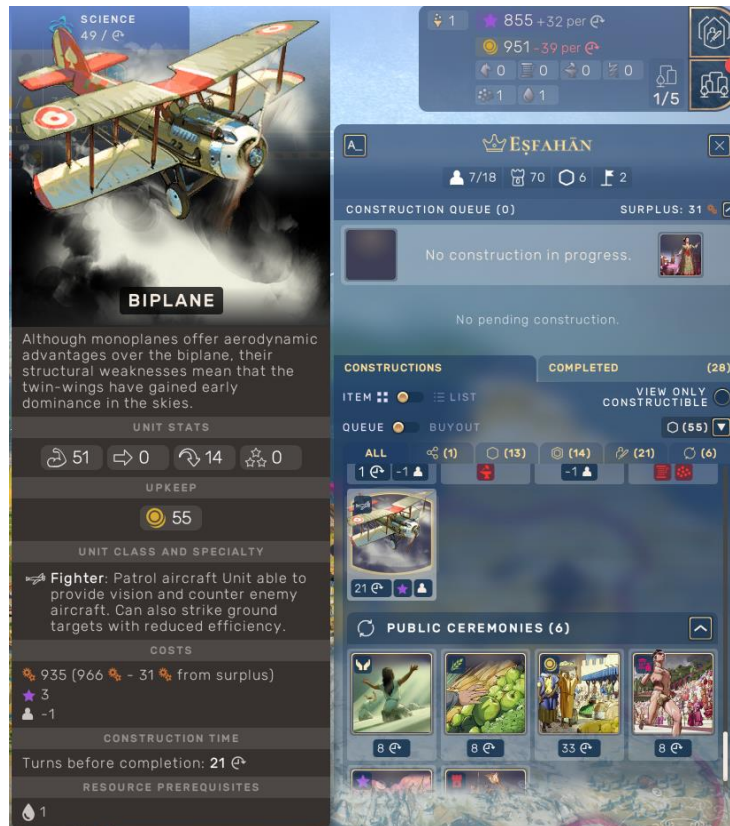 SCIENCE
49 /
BIPLANE
Although monoplanes offer aerodynamic
advantages over the biplane, their
structural weaknesses mean that the
twin-wings have gained early
dominance in the skies.
UNIT STATS
51 0 14 0
UPKEEP
55
UNIT CLASS AND SPECIALTY
Fighter: Patrol aircraft Unit able to
provide vision and counter enemy
aircraft. Can also strike ground
targets with reduced efficiency.
COSTS
935 (966 - 31 from surplus)
3
-1
CONSTRUCTION TIME
Turns before completion: 21
RESOURCE PREREQUISITES
1
1 855 +32 per
951 -39 per
0 0 0 0
1 1
1/5
A_ EṢFAHĀN
7/18 70 6 2
CONSTRUCTION QUEUE (0) SURPLUS: 31
No construction in progress.
No pending construction.
CONSTRUCTIONS COMPLETED (28)
ITEM LIST VIEW ONLY
CONSTRUCTIBLE
QUEUE BUYOUT (55)
ALL (1) (13) (14) (21) (6)
1 -1 -1
21
PUBLIC CEREMONIES (6)
8 8 33 8